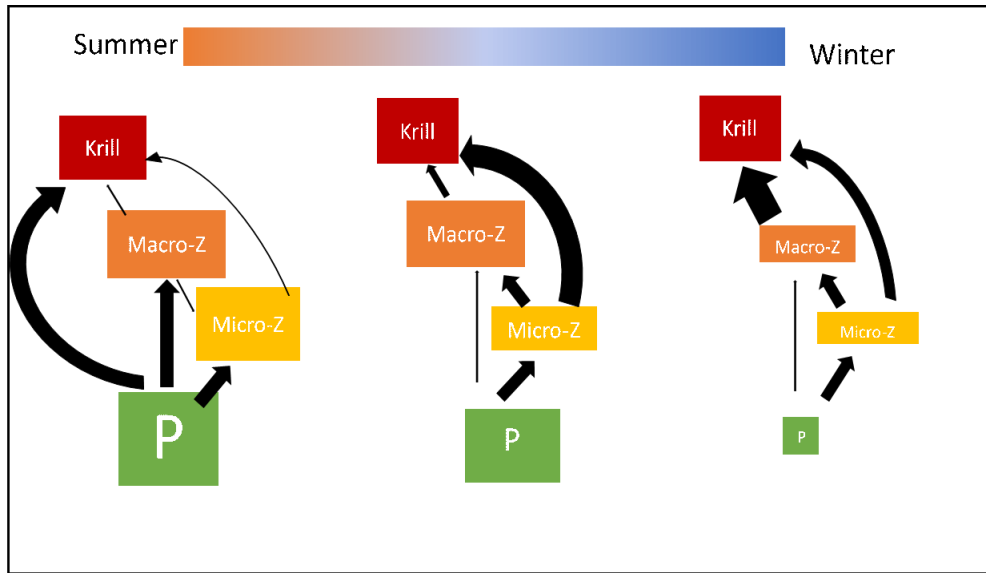 Summer
Winter
Krill
Macro-Z
Micro-Z
P
Krill
Macro-Z
Micro-Z
P
Krill
Macro-Z
Micro-Z
P